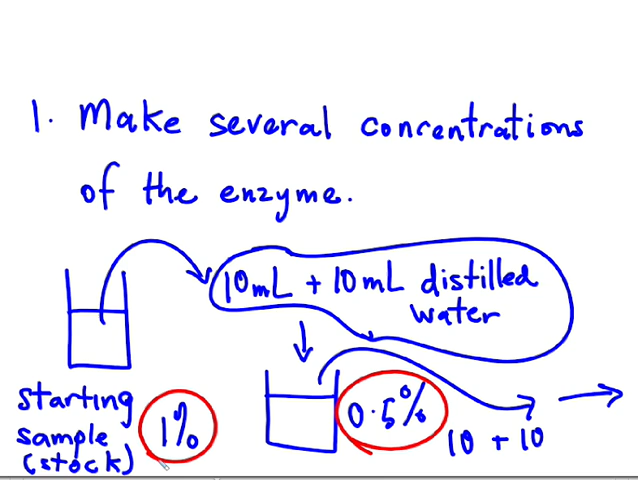 1. Make several concentrations
of the enzyme.
10mL + 10mL distilled
water
starting
sample
(stock)
1%
0.5%
10 + 10